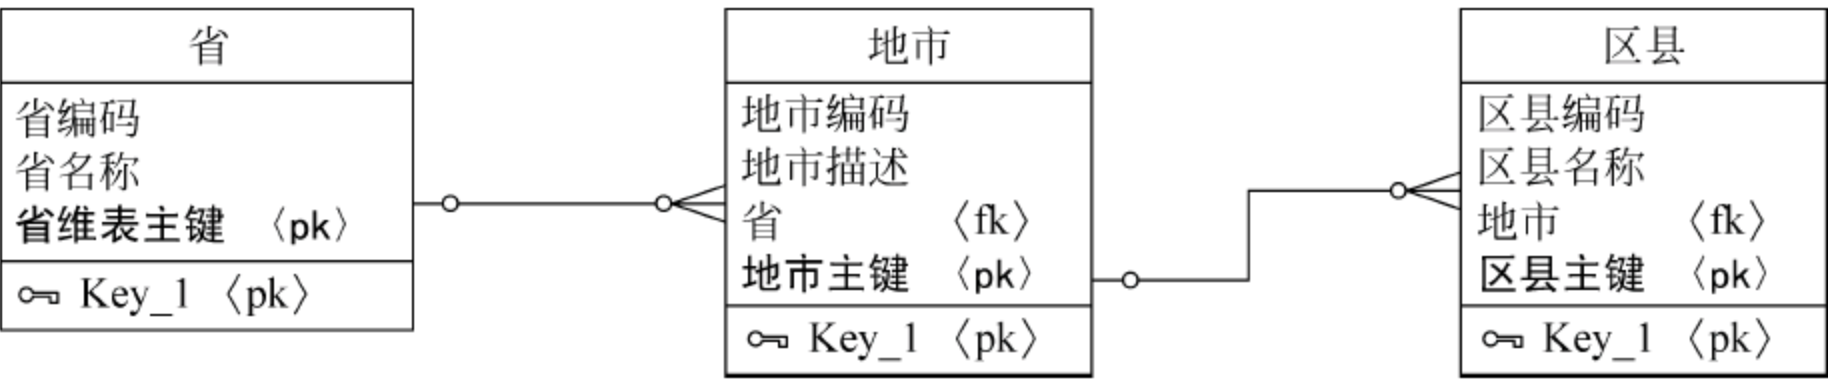 省
省编码
省名称
省维表主键 〈pk〉
Key_1 〈pk〉
地市
地市编码
地市描述
省 〈fk〉
地市主键 〈pk〉
Key_1 〈pk〉
区县
区县编码
区县名称
地市 〈fk〉
区县主键 〈pk〉
Key_1 〈pk〉